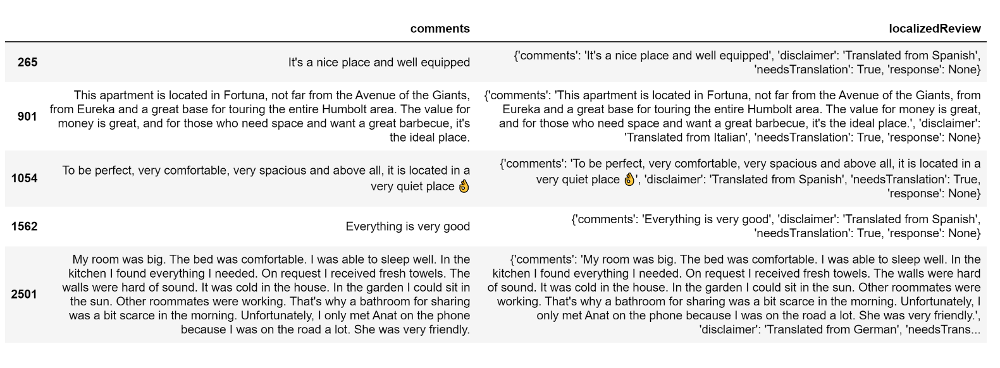 comments localizedReview
265 It's a nice place and well equipped {'comments': 'It's a nice place and well equipped', 'disclaimer': 'Translated from Spanish',
'needsTranslation': True, 'response': None}
901 This apartment is located in Fortuna, not far from the Avenue of the Giants,
from Eureka and a great base for touring the entire Humbolt area. The value for
money is great, and for those who need space and want a great barbecue, it's
the ideal place.
{'comments': 'This apartment is located in Fortuna, not far from the Avenue of the Giants, from
Eureka and a great base for touring the entire Humbolt area. The value for money is great,
and for those who need space and want a great barbecue, it's the ideal place.', 'disclaimer':
'Translated from Italian', 'needsTranslation': True, 'response': None}
1054 To be perfect, very comfortable, very spacious and above all, it is located in a
very quiet place 👌
{'comments': 'To be perfect, very comfortable, very spacious and above all, it is located in a
very quiet place 👌', 'disclaimer': 'Translated from Spanish', 'needsTranslation': True,
'response': None}
1562 Everything is very good {'comments': 'Everything is very good', 'disclaimer': 'Translated from Spanish',
'needsTranslation': True, 'response': None}
2501 My room was big. The bed was comfortable. I was able to sleep well. In the
kitchen I found everything I needed. On request I received fresh towels. The
walls were hard of sound. It was cold in the house. In the garden I could sit in
the sun. Other roommates were working. That's why a bathroom for sharing
was a bit scarce in the morning. Unfortunately, I only met Anat on the phone
because I was on the road a lot. She was very friendly.
{'comments': 'My room was big. The bed was comfortable. I was able to sleep well. In the
kitchen I found everything I needed. On request I received fresh towels. The walls were hard
of sound. It was cold in the house. In the garden I could sit in the sun. Other roommates were
working. That's why a bathroom for sharing was a bit scarce in the morning. Unfortunately, I
only met Anat on the phone because I was on the road a lot. She was very friendly.',
'disclaimer': 'Translated from German', 'needsTrans...